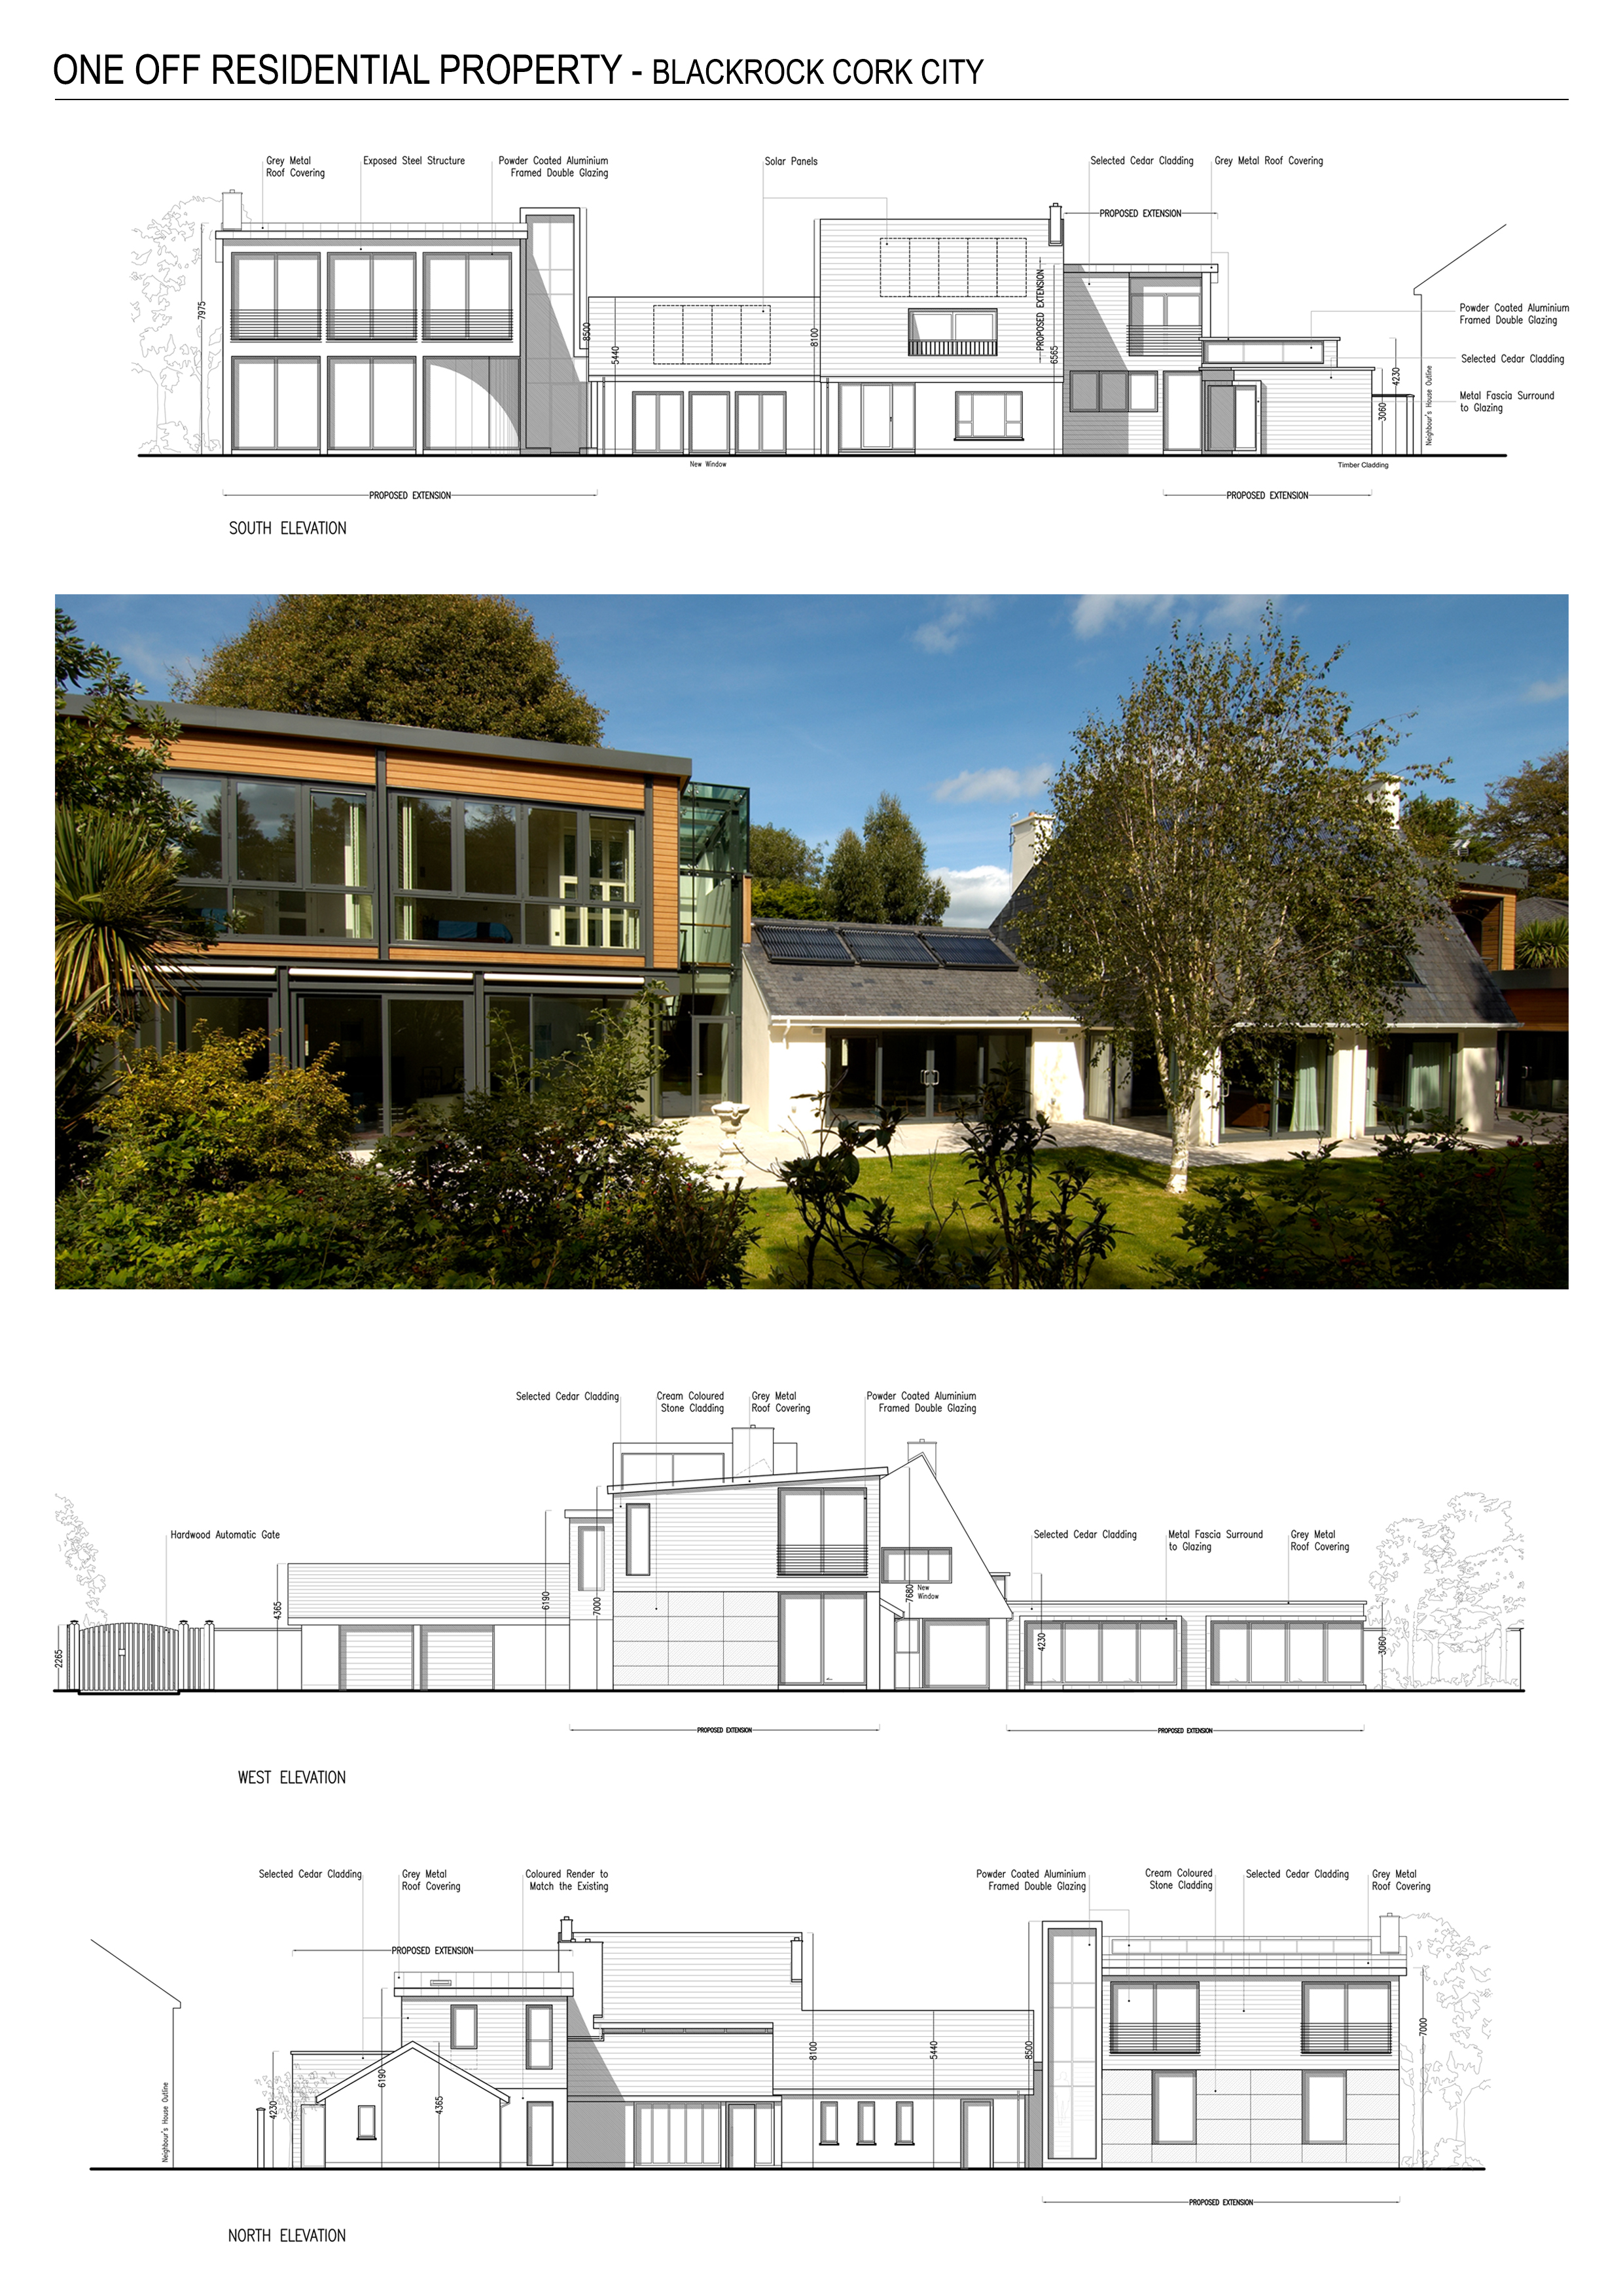 ONE OFF RESIDENTIAL PROPERTY - BLACKROCK CORK CITY
Grey Metal
Roof Covering
Exposed Steel Structure
Powder Coated Aluminium
Framed Double Glazing
Solar Panels
Selected Cedar Cladding
Grey Metal Roof Covering
PROPOSED EXTENSION
7975
8500
5440
8100
PROPOSED EXTENSION
6565
Powder Coated Aluminium
Framed Double Glazing
Selected Cedar Cladding
Metal Fascia Surround
to Glazing
4230
3060
Neighbour's House Outline
New Window
Timber Cladding
PROPOSED EXTENSION
PROPOSED EXTENSION
SOUTH ELEVATION
Selected Cedar Cladding
Cream Coloured
Stone Cladding
Grey Metal
Roof Covering
Powder Coated Aluminium
Framed Double Glazing
Hardwood Automatic Gate
Selected Cedar Cladding
Metal Fascia Surround
to Glazing
Grey Metal
Roof Covering
2265
4365
6190
7000
7680
New
Window
4230
3060
PROPOSED EXTENSION
PROPOSED EXTENSION
WEST ELEVATION
Selected Cedar Cladding
Grey Metal
Roof Covering
Coloured Render to
Match the Existing
Powder Coated Aluminium
Framed Double Glazing
Cream Coloured
Stone Cladding
Selected Cedar Cladding
Grey Metal
Roof Covering
PROPOSED EXTENSION
Neighbour's House Outline
4230
6190
4365
8100
5440
8500
7000
PROPOSED EXTENSION
NORTH ELEVATION